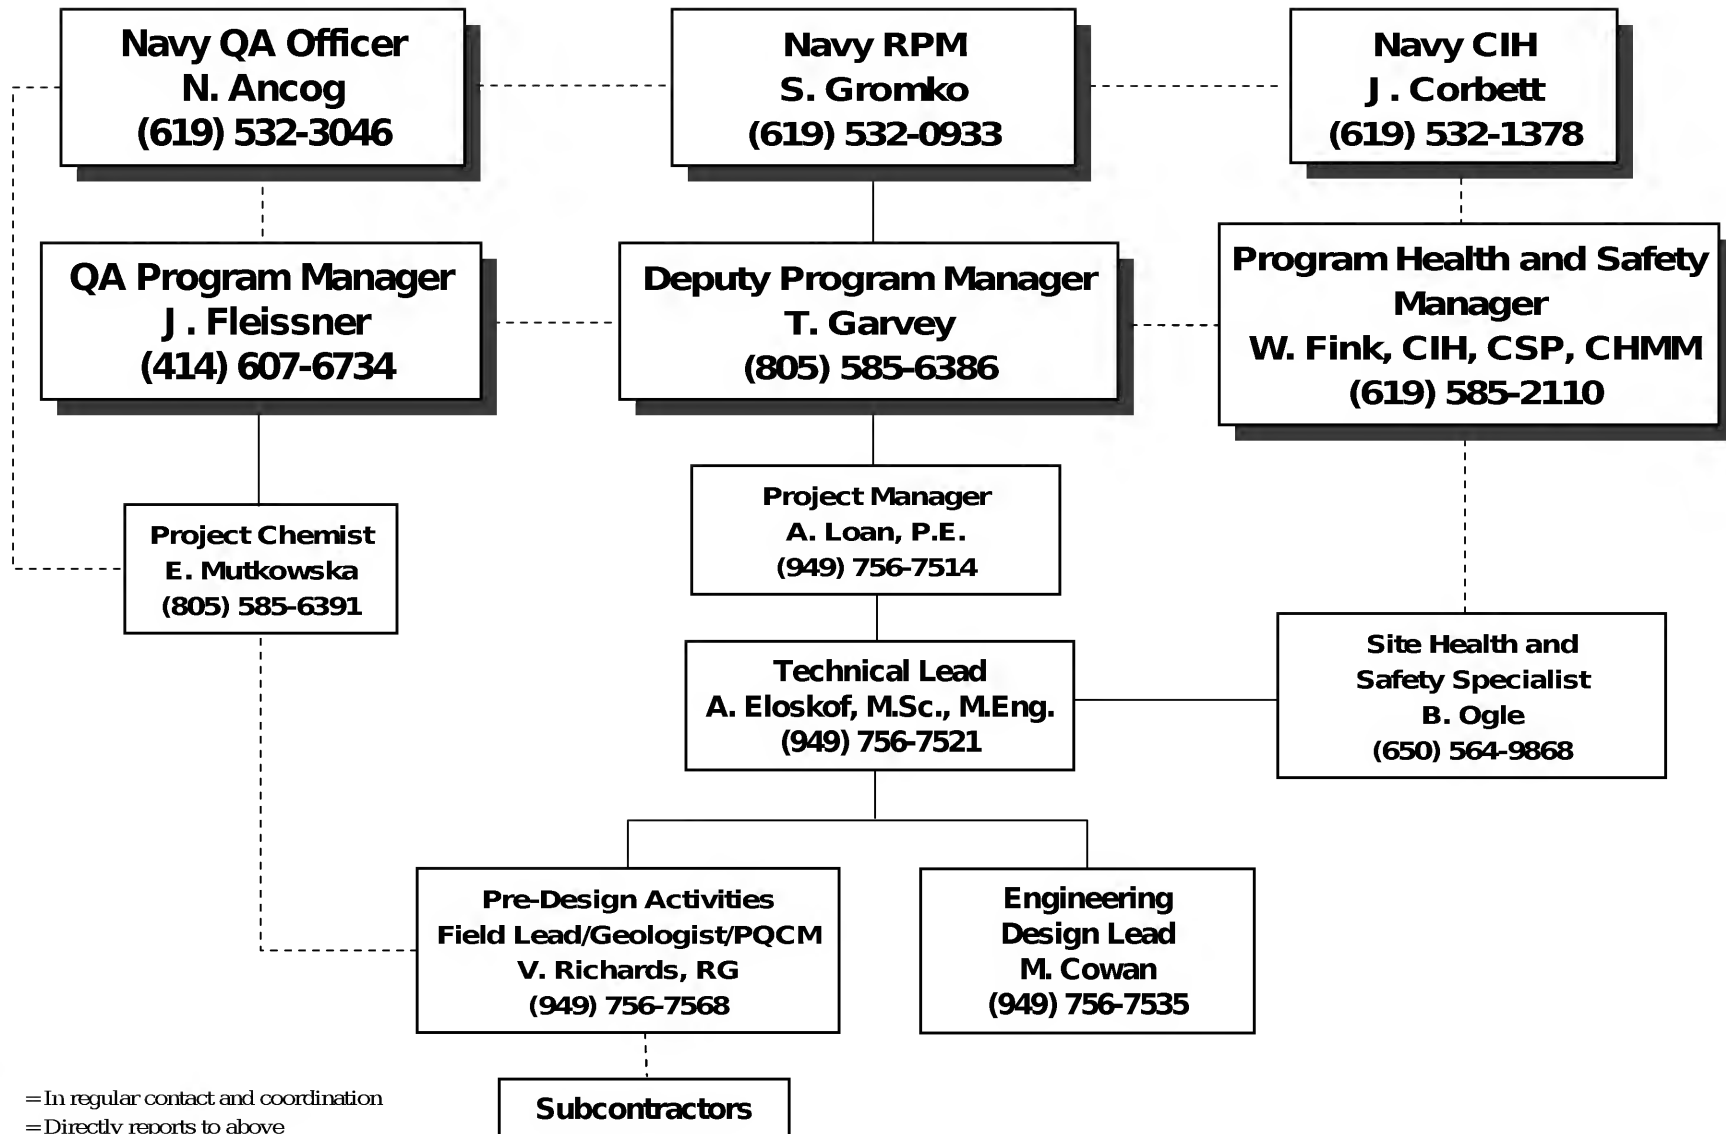 Navy QA Officer
N. Ancog
(619) 532-3046
Navy RPM
S. Gromko
(619) 532-0933
Navy CIH
J. Corbett
(619) 532-1378
QA Program Manager
J. Fleissner
(414) 607-6734
Deputy Program Manager
T. Garvey
(805) 585-6386
Program Health and Safety
Manager
W. Fink, CIH, CSP, CHMM
(619) 585-2110
Project Chemist
E. Mutkowska
(805) 585-6391
Project Manager
A. Loan, P.E.
(949) 756-7514
Technical Lead
A. Eloskof, M.Sc., M.Eng.
(949) 756-7521
Site Health and
Safety Specialist
B. Ogle
(650) 564-9868
Pre-Design Activities
Field Lead/Geologist/PQCM
V. Richards, RG
(949) 756-7568
Engineering
Design Lead
M. Cowan
(949) 756-7535
Subcontractors
= In regular contact and coordination
= Directly reports to above